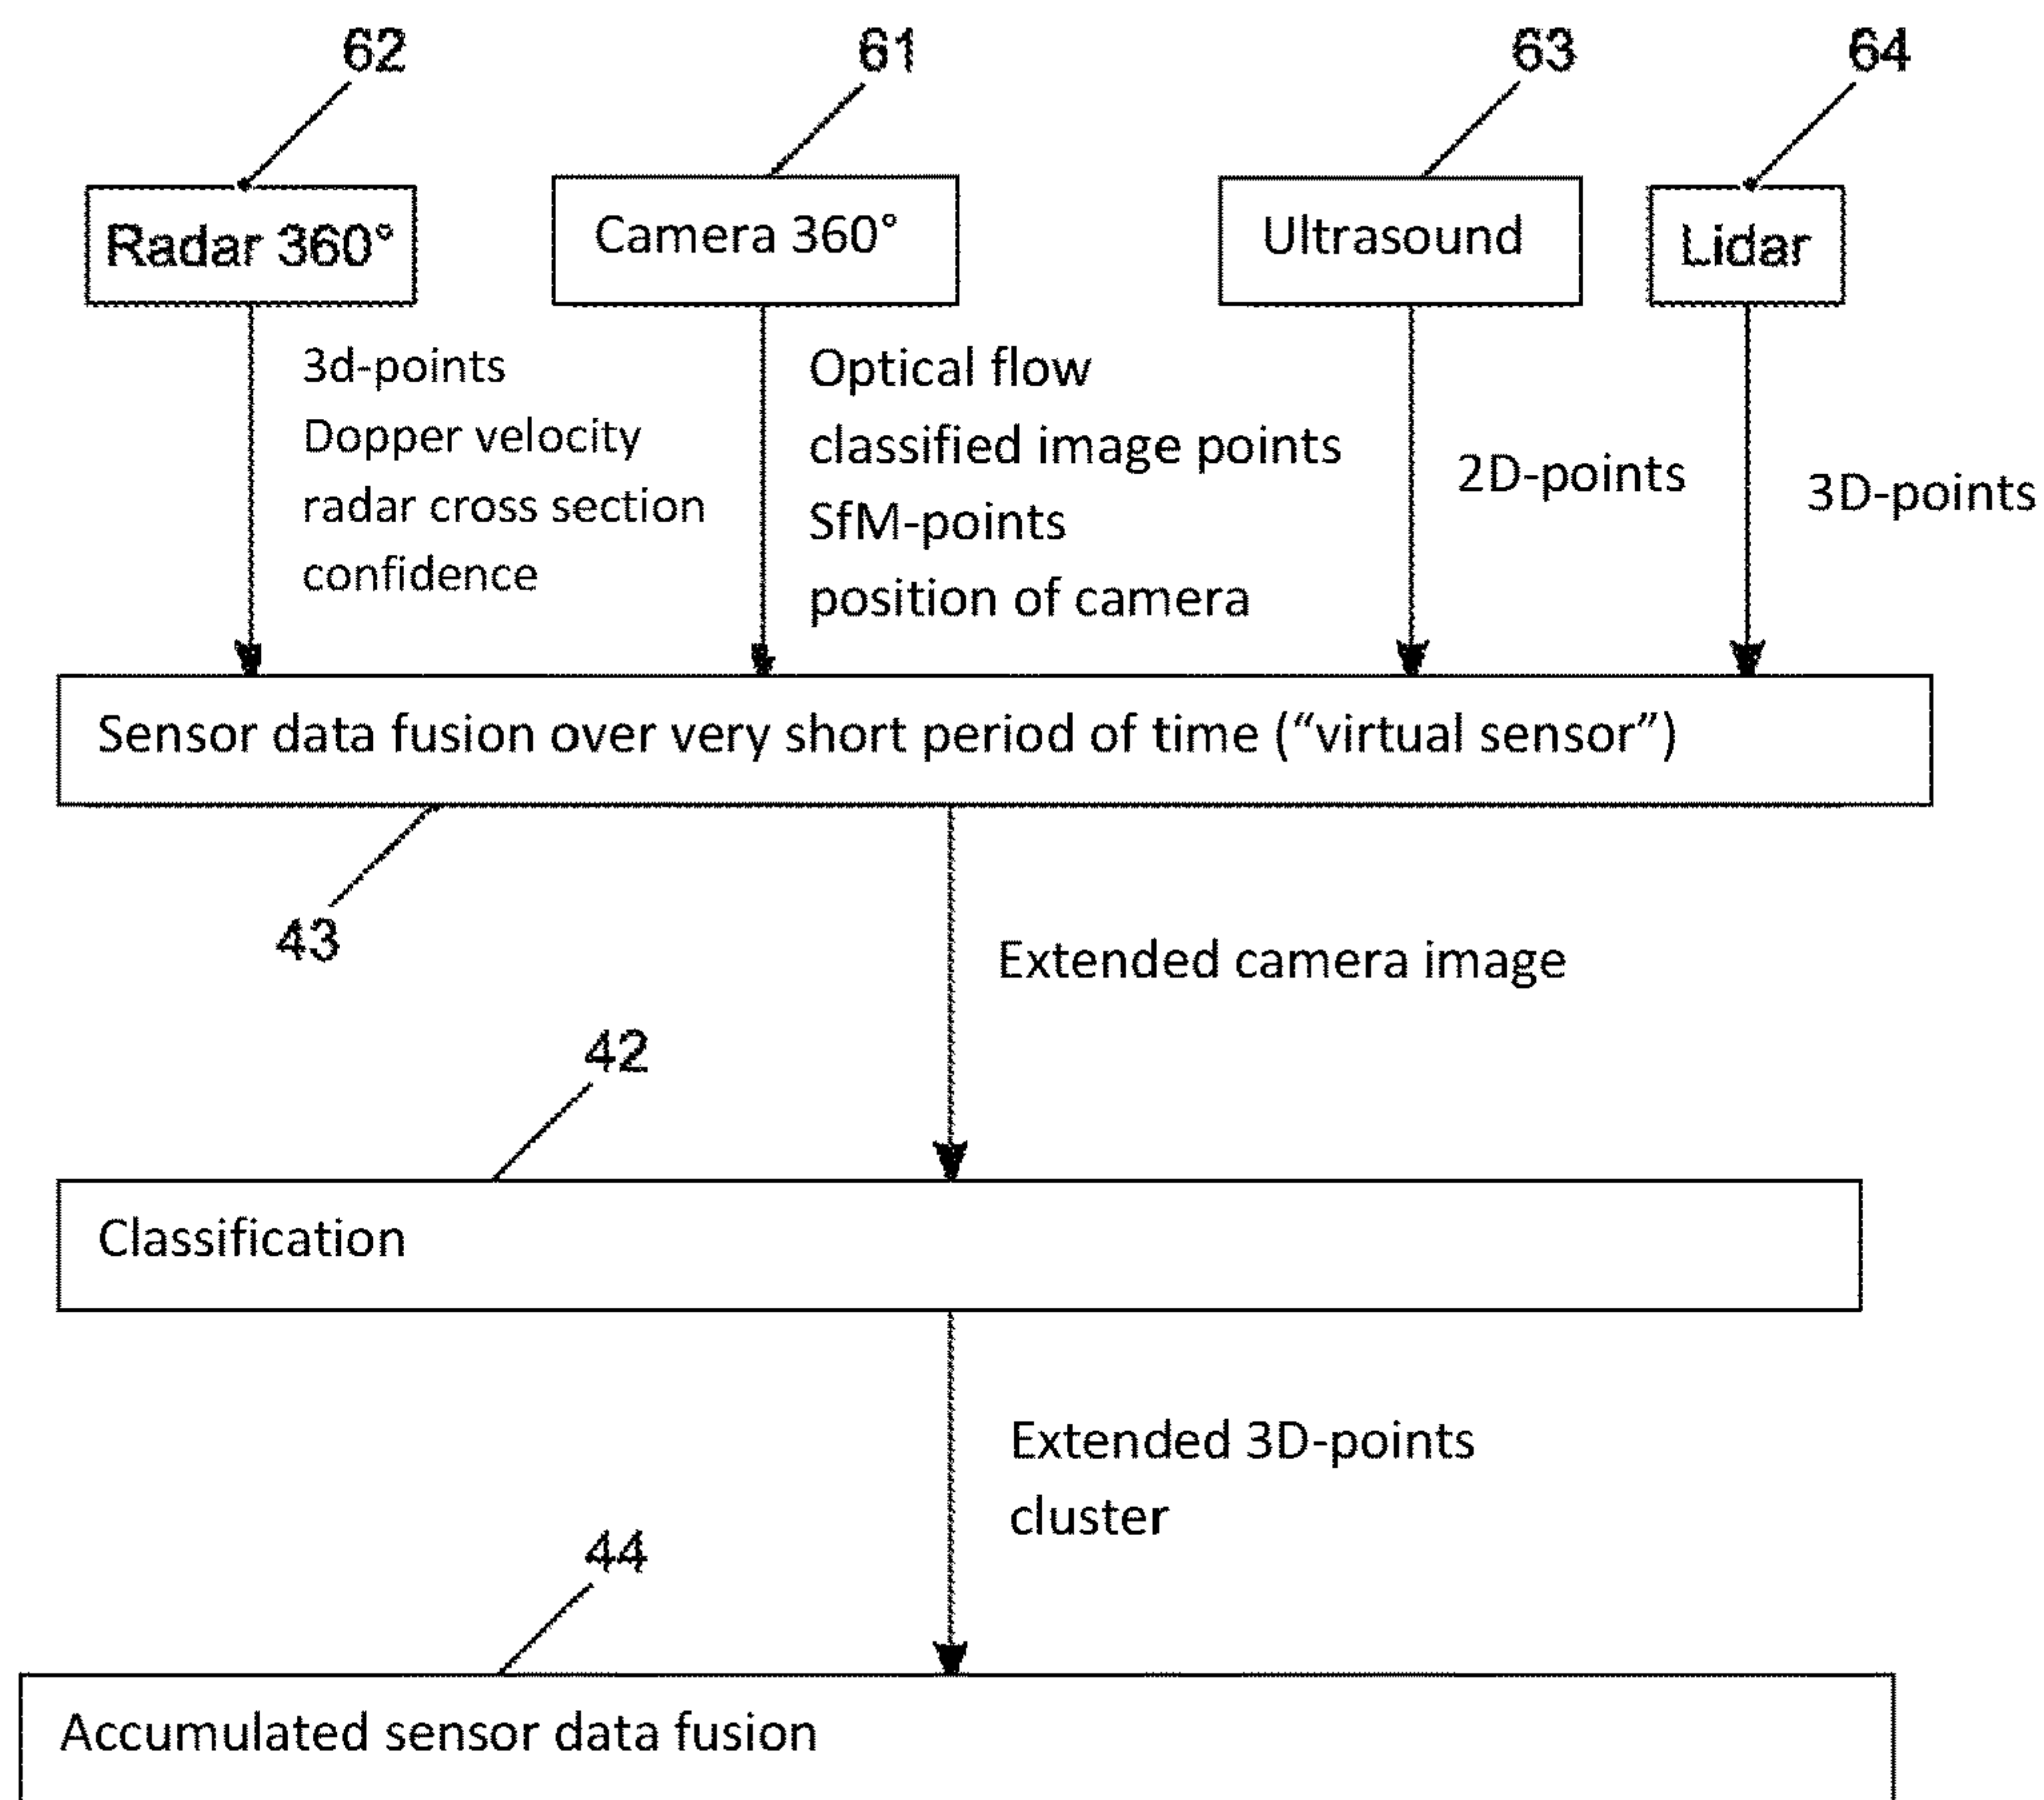 62
61
63
64
Radar 360°
Camera 360°
Ultrasound
Lidar
3d-points
Dopper velocity
radar cross section
confidence
Optical flow
classified image points
SfM-points
position of camera
2D-points
3D-points
Sensor data fusion over very short period of time (“virtual sensor”)
43
Extended camera image
42
Classification
Extended 3D-points
cluster
44
Accumulated sensor data fusion